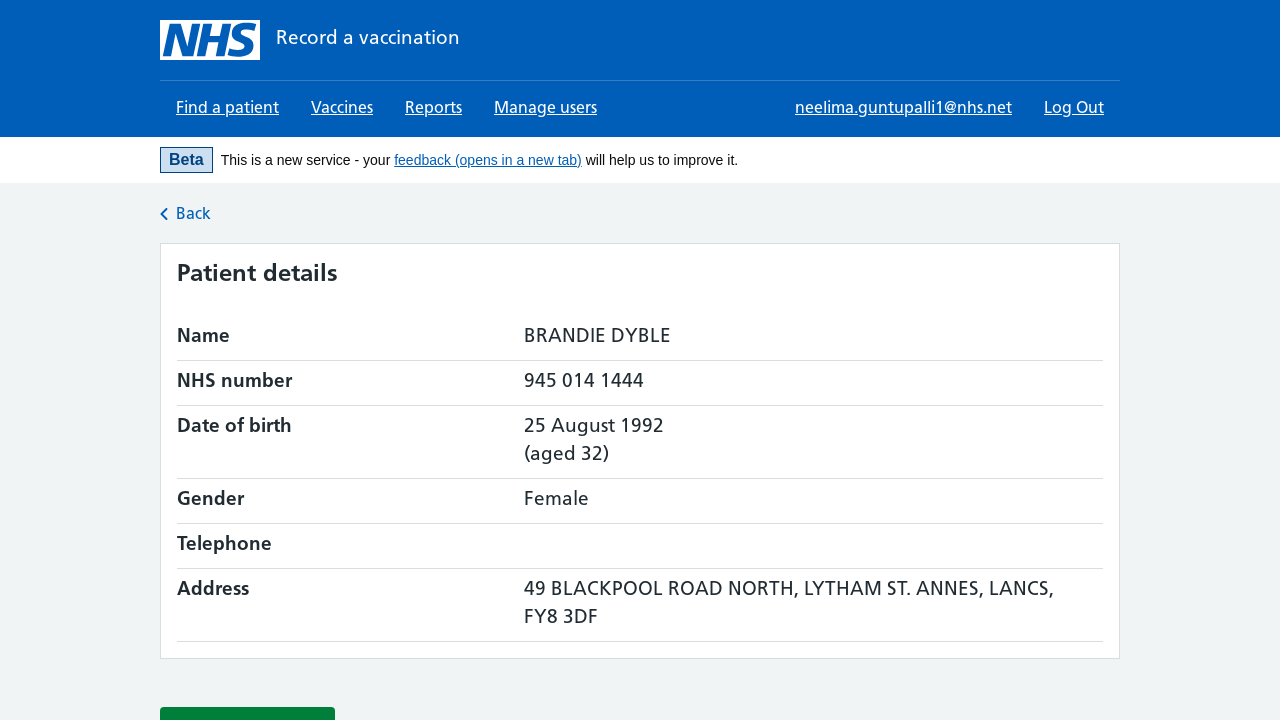 NHS Record a vaccination
Find a patient Vaccines Reports Manage users neelima.guntupalli1@nhs.net Log Out
Beta This is a new service - your feedback (opens in a new tab) will help us to improve it.
Back
Patient details
Name BRANDIE DYBLE
NHS number 945 014 1444
Date of birth 25 August 1992
(aged 32)
Gender Female
Telephone
Address 49 BLACKPOOL ROAD NORTH, LYTHAM ST. ANNES, LANCS,
FY8 3DF